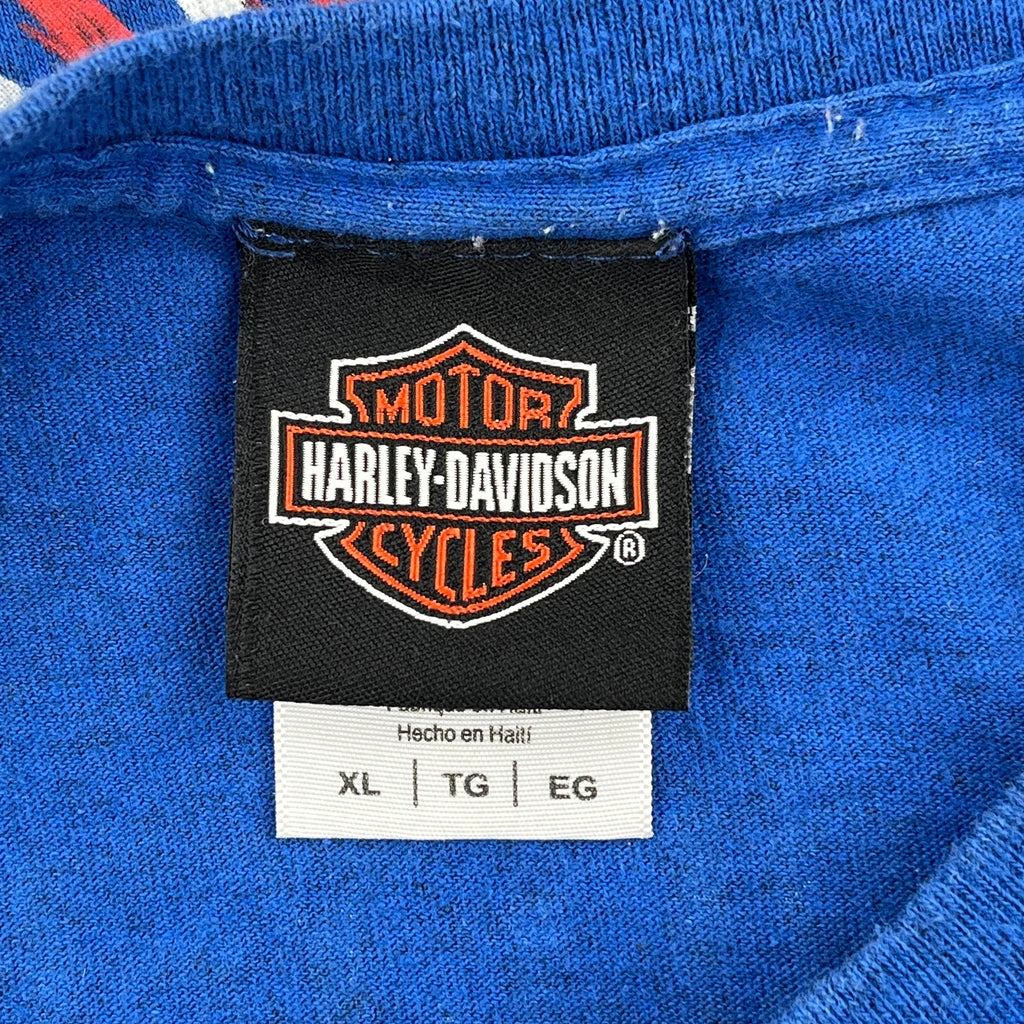 MOTOR
HARLEY-DAVIDSON
CYCLES
®
Hecho en Haití
XL | TG | EG